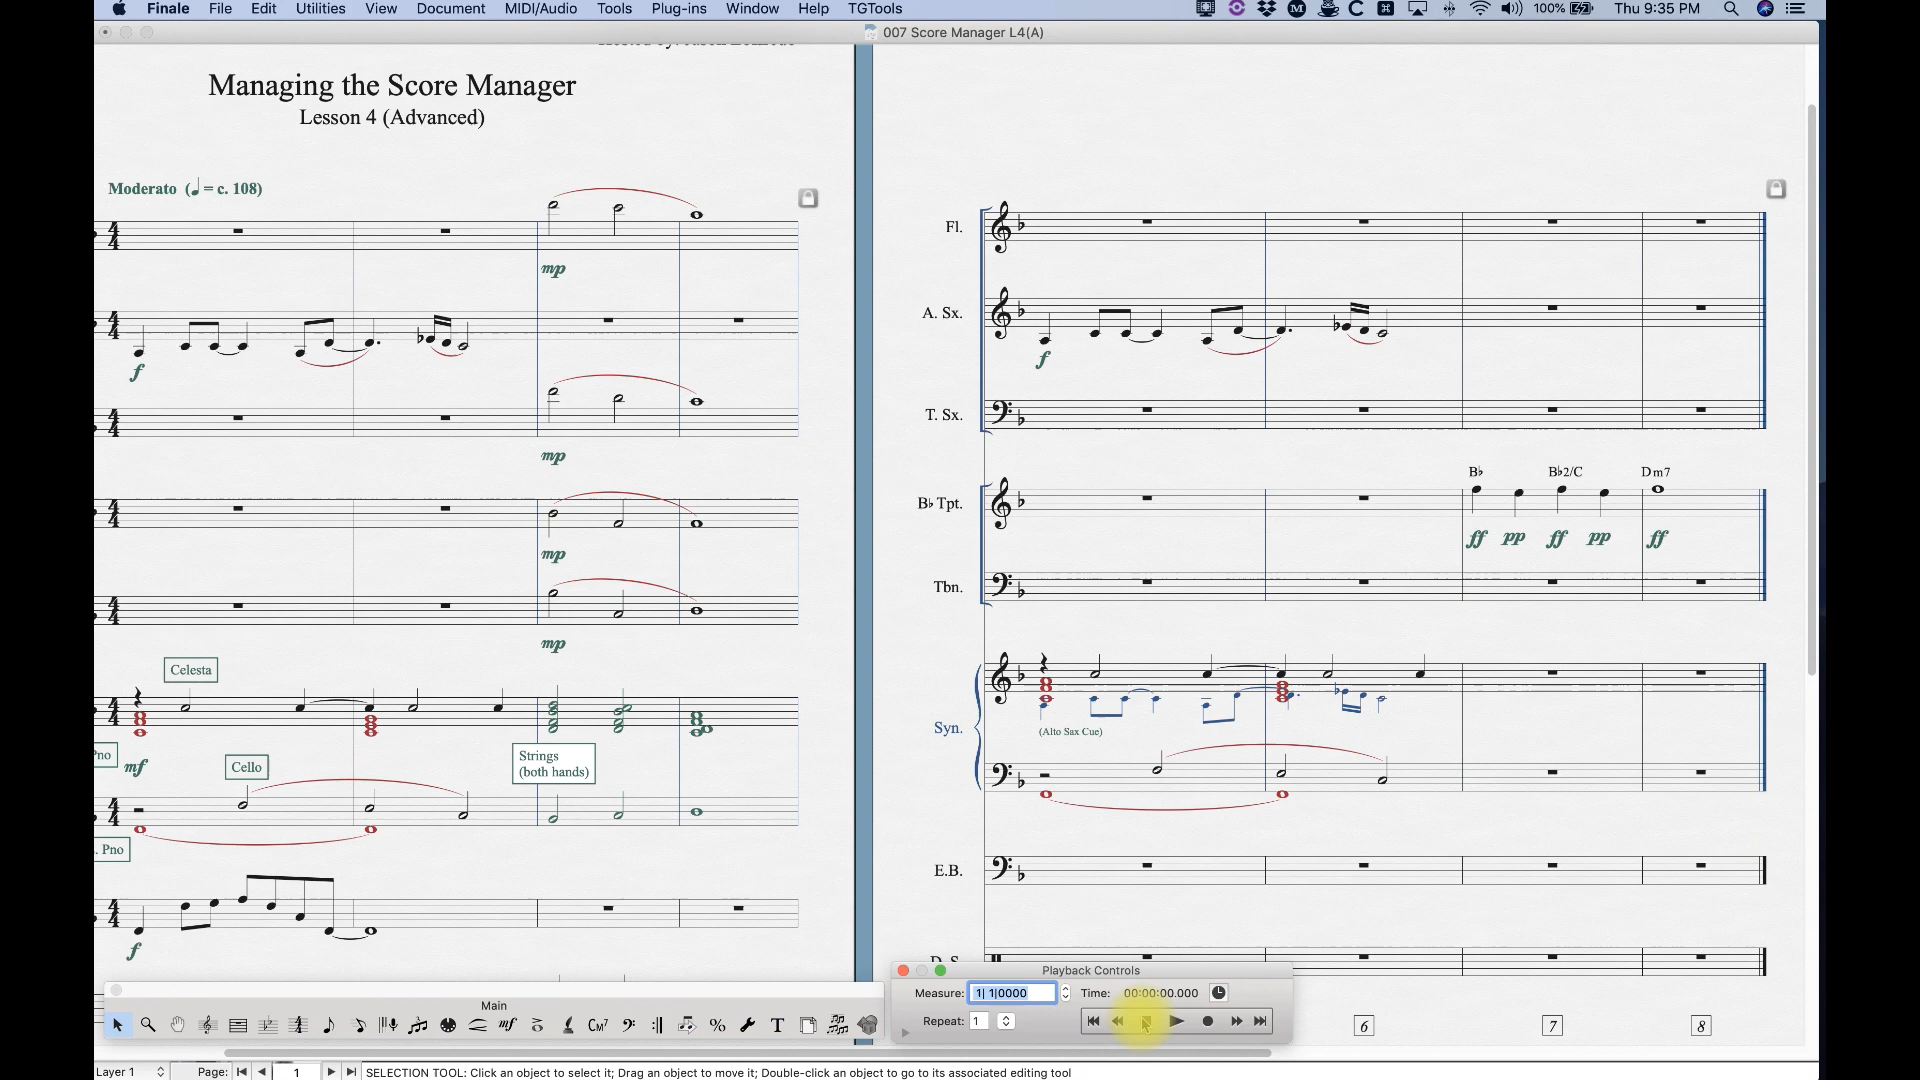 Finale File Edit Utilities View Document MIDI/Audio Tools Plug-ins Window Help TGTools 100% Thu 9:35 PM
007 Score Manager L4(A)
Managing the Score Manager
Lesson 4 (Advanced)
Moderato (♩ = c. 108)
mp
f
mp
mp
mp
Celesta
Pno
mf
Cello
Strings
(both hands)
. Pno
f
Fl.
A. Sx.
f
T. Sx.
B♭ B♭2/C Dm7
B♭ Tpt.
ff pp ff pp ff
Tbn.
Syn.
(Alto Sax Cue)
E.B.
D. S.
6 7 8
Playback Controls
Measure: 1| 1|0000 Time: 00:00:00.000
Repeat: 1
Main
mf CM7 % T
Layer 1 Page: 1 SELECTION TOOL: Click an object to select it; Drag an object to move it; Double-click an object to go to its associated editing tool